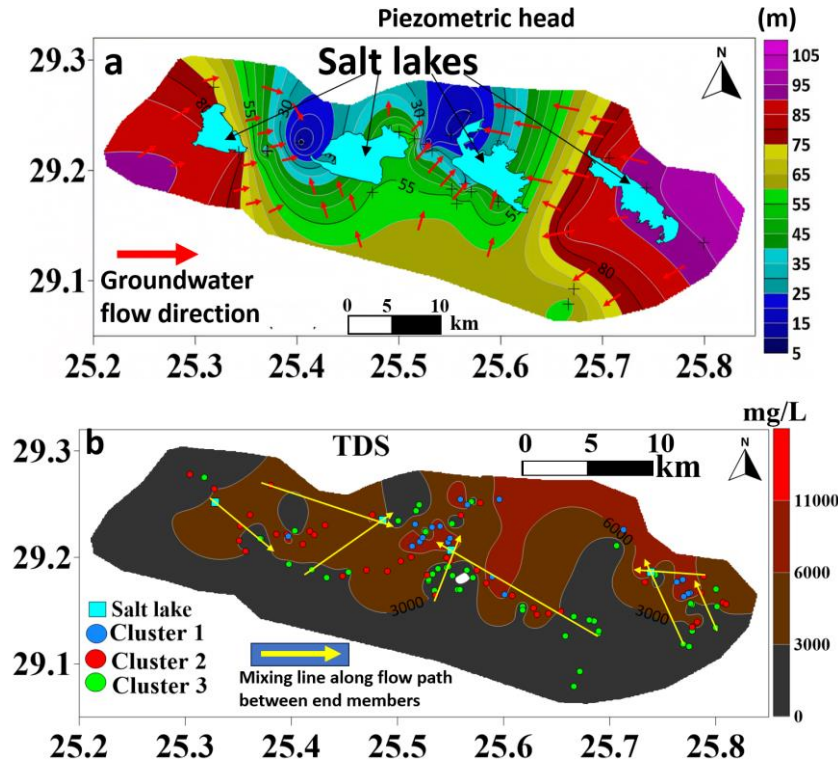 Piezometric head
(m)
a
Salt lakes
N
29.3
29.2
29.1
80
55
30
30
55
55
80
105
95
85
75
65
55
45
35
25
15
5
Groundwater
flow direction
0 5 10
km
25.2 25.3 25.4 25.5 25.6 25.7 25.8
mg/L
b
TDS
0 5 10
km
N
29.3
29.2
29.1
6000
3000
3000
3000
11000
6000
3000
0
Salt lake
Cluster 1
Cluster 2
Cluster 3
Mixing line along flow path
between end members
25.2 25.3 25.4 25.5 25.6 25.7 25.8